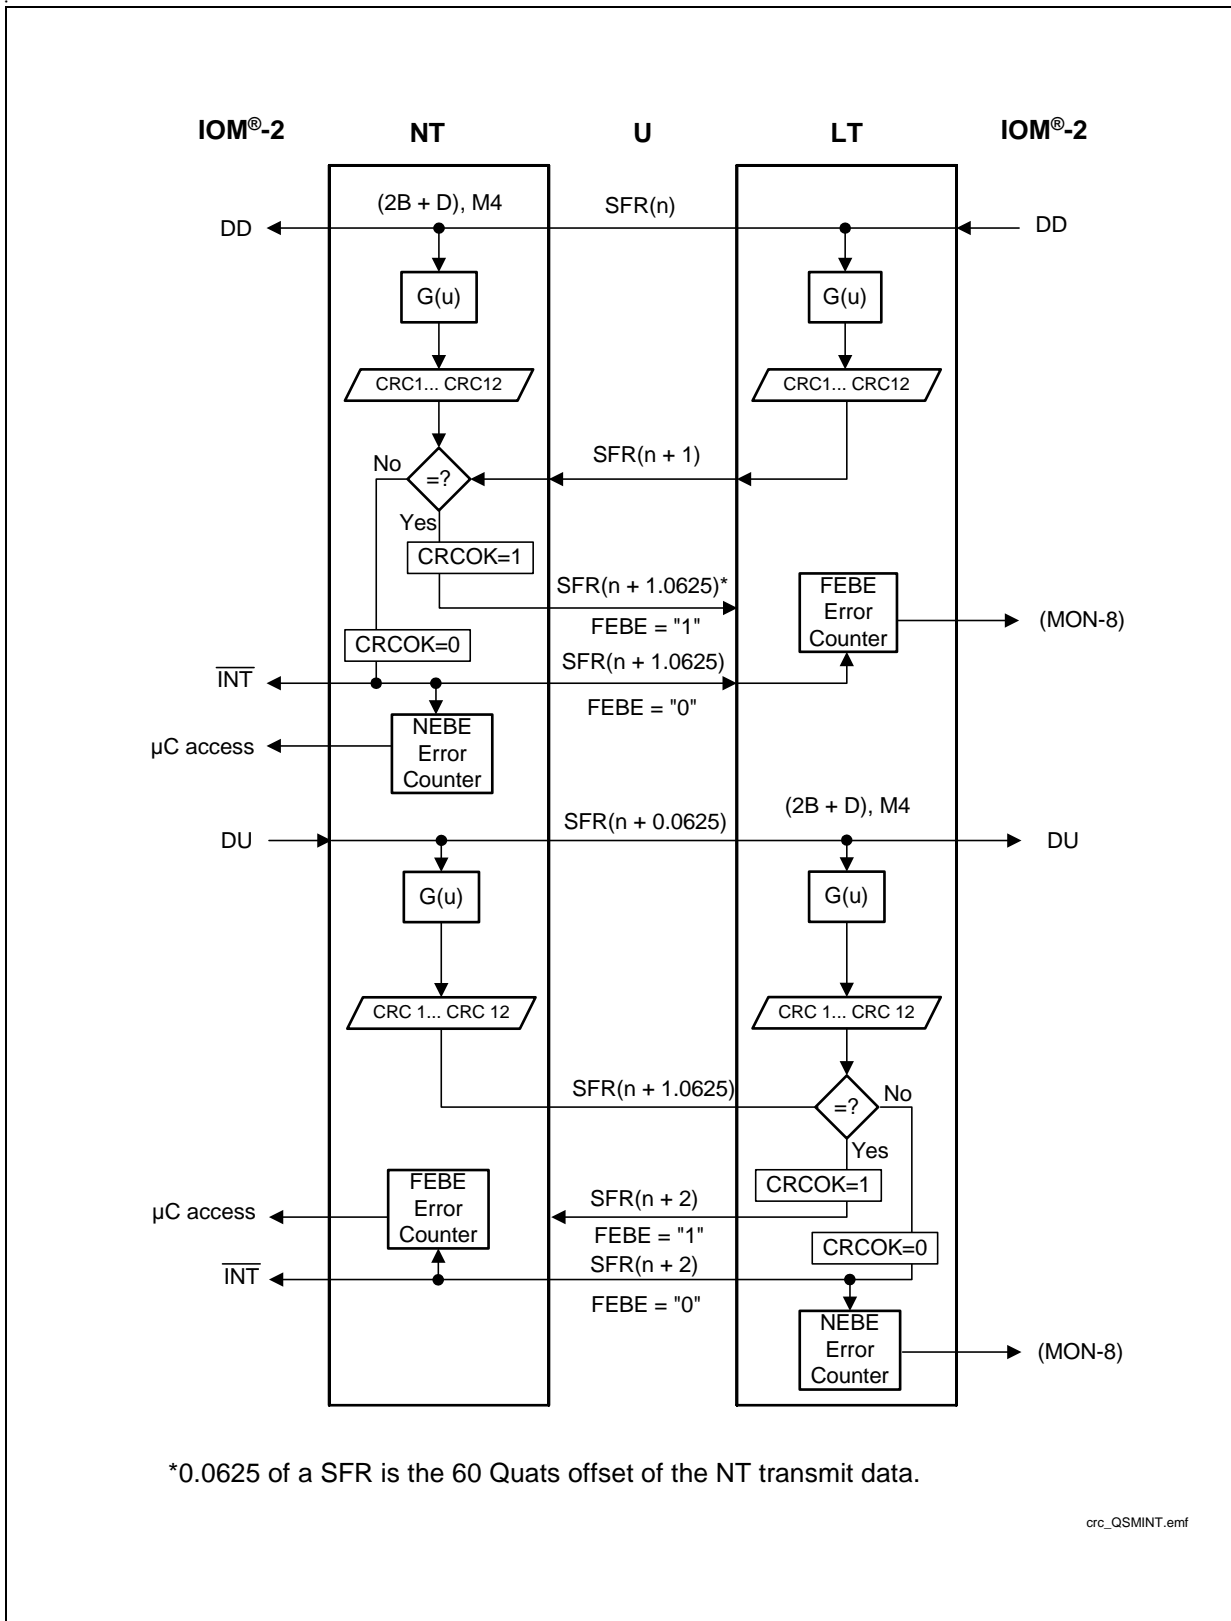 IOM®-2 NT U LT IOM®-2
(2B + D), M4 SFR(n)
DD DD
G(u) G(u)
CRC1... CRC12 CRC1... CRC12
No SFR(n + 1)
=?
Yes
CRCOK=1
SFR(n + 1.0625)*
FEBE = "1"
FEBE
Error
Counter
(MON-8)
CRCOK=0
INT SFR(n + 1.0625)
FEBE = "0"
µC access
NEBE
Error
Counter
(2B + D), M4
DU SFR(n + 0.0625) DU
G(u) G(u)
CRC 1... CRC 12 CRC 1... CRC 12
SFR(n + 1.0625) =? No
Yes
CRCOK=1
µC access
FEBE
Error
Counter
SFR(n + 2)
FEBE = "1"
CRCOK=0
INT SFR(n + 2)
FEBE = "0"
NEBE
Error
Counter
(MON-8)
*0.0625 of a SFR is the 60 Quats offset of the NT transmit data.
crc_QSMINT.emf